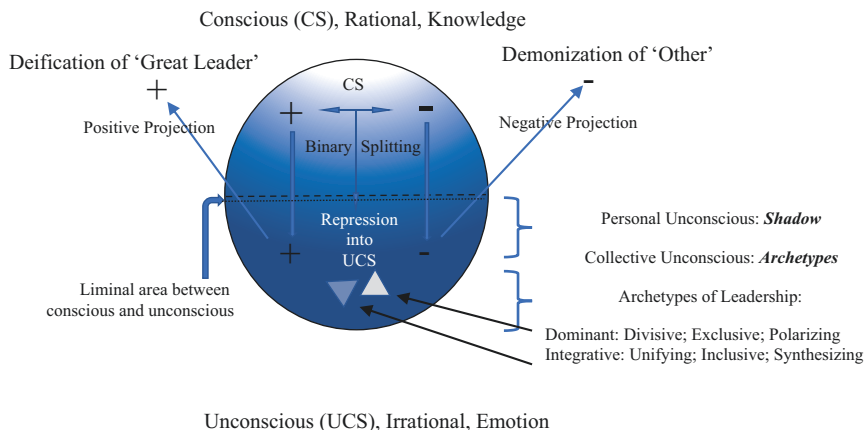 Conscious (CS), Rational, Knowledge
Deification of ‘Great Leader’
Demonization of ‘Other’
+
-
CS
+
-
Positive Projection
Negative Projection
Binary Splitting
Repression
into
UCS
+
-
Personal Unconscious: Shadow
Collective Unconscious: Archetypes
Liminal area between
conscious and unconscious
Archetypes of Leadership:
Dominant: Divisive; Exclusive; Polarizing
Integrative: Unifying; Inclusive; Synthesizing
Unconscious (UCS), Irrational, Emotion